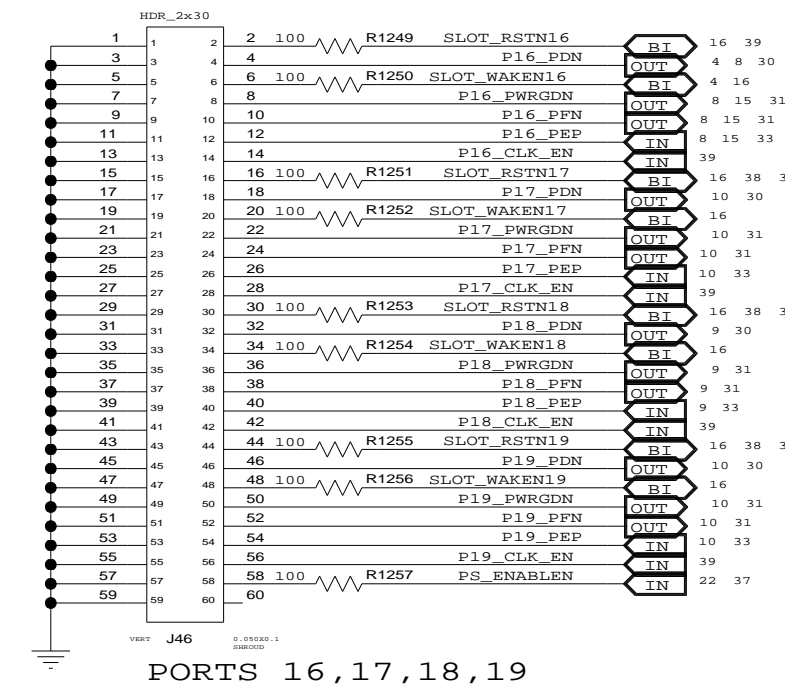 HDR_2x30
1 1 2 2 100 R1249 SLOT_RSTN16 BI 16 39
3 3 4 4 P16_PDN OUT 4 8 30
5 5 6 6 100 R1250 SLOT_WAKEN16 BI 4 16
7 7 8 8 P16_PWRGDN OUT 8 15 31
9 9 10 10 P16_PFN OUT 8 15 31
11 11 12 12 P16_PEP IN 8 15 33
13 13 14 14 P16_CLK_EN IN 39
15 15 16 16 100 R1251 SLOT_RSTN17 BI 16 38 3
17 17 18 18 P17_PDN OUT 10 30
19 19 20 20 100 R1252 SLOT_WAKEN17 BI 16
21 21 22 22 P17_PWRGDN OUT 10 31
23 23 24 24 P17_PFN OUT 10 31
25 25 26 26 P17_PEP IN 10 33
27 27 28 28 P17_CLK_EN IN 39
29 29 30 30 100 R1253 SLOT_RSTN18 BI 16 38 3
31 31 32 32 P18_PDN OUT 9 30
33 33 34 34 100 R1254 SLOT_WAKEN18 BI 16
35 35 36 36 P18_PWRGDN OUT 9 31
37 37 38 38 P18_PFN OUT 9 31
39 39 40 40 P18_PEP IN 9 33
41 41 42 42 P18_CLK_EN IN 39
43 43 44 44 100 R1255 SLOT_RSTN19 BI 16 38 3
45 45 46 46 P19_PDN OUT 10 30
47 47 48 48 100 R1256 SLOT_WAKEN19 BI 16
49 49 50 50 P19_PWRGDN OUT 10 31
51 51 52 52 P19_PFN OUT 10 31
53 53 54 54 P19_PEP IN 10 33
55 55 56 56 P19_CLK_EN IN 39
57 57 58 58 100 R1257 PS_ENABLEN IN 22 37
59 59 60 60
VERT J46 0.050X0.1
SHROUD
PORTS 16,17,18,19